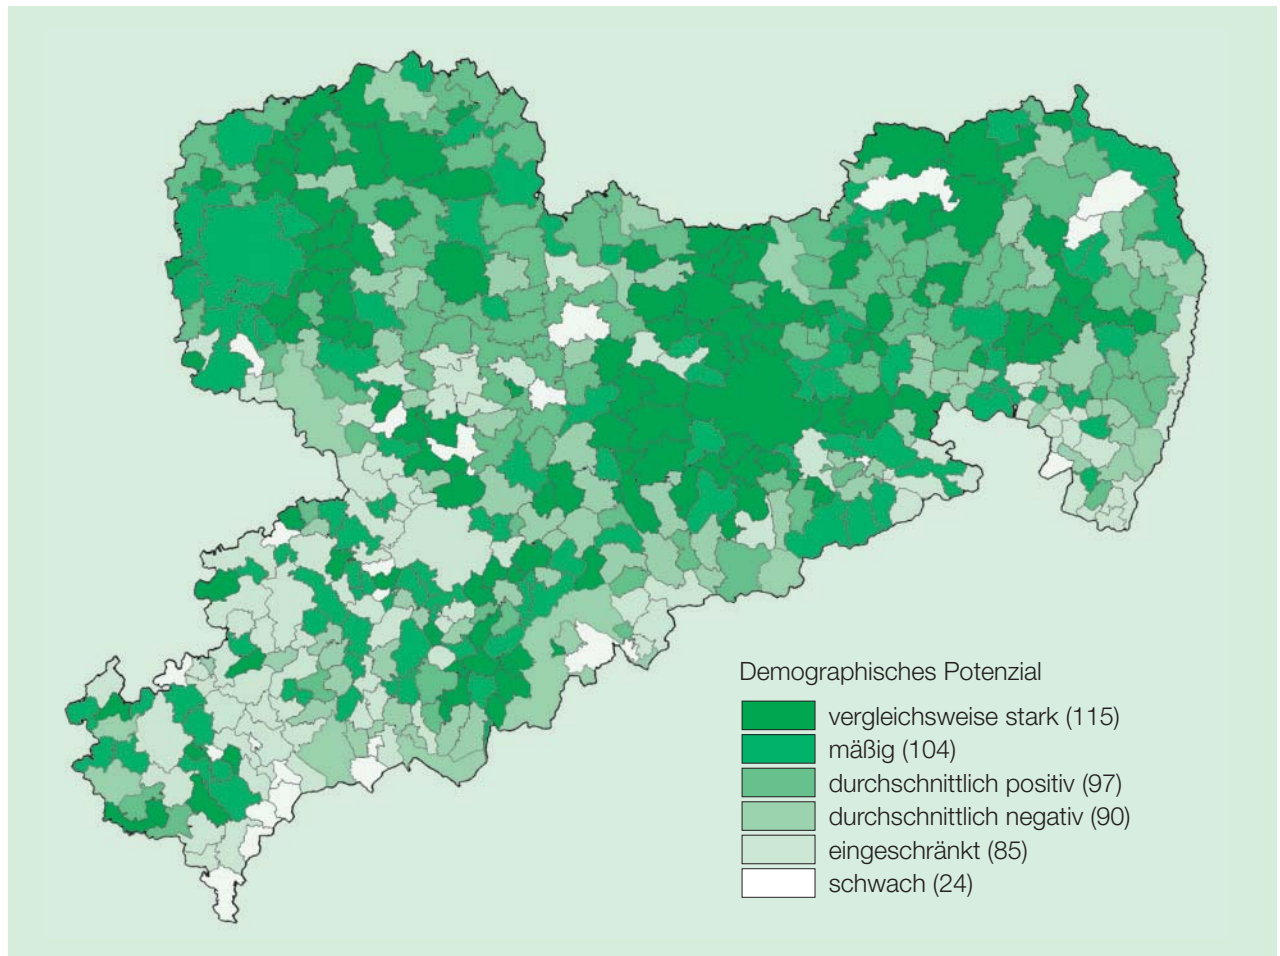 Demographisches Potenzial
vergleichsweise stark (115)
mäßig (104)
durchschnittlich positiv (97)
durchschnittlich negativ (90)
eingeschränkt (85)
schwach (24)